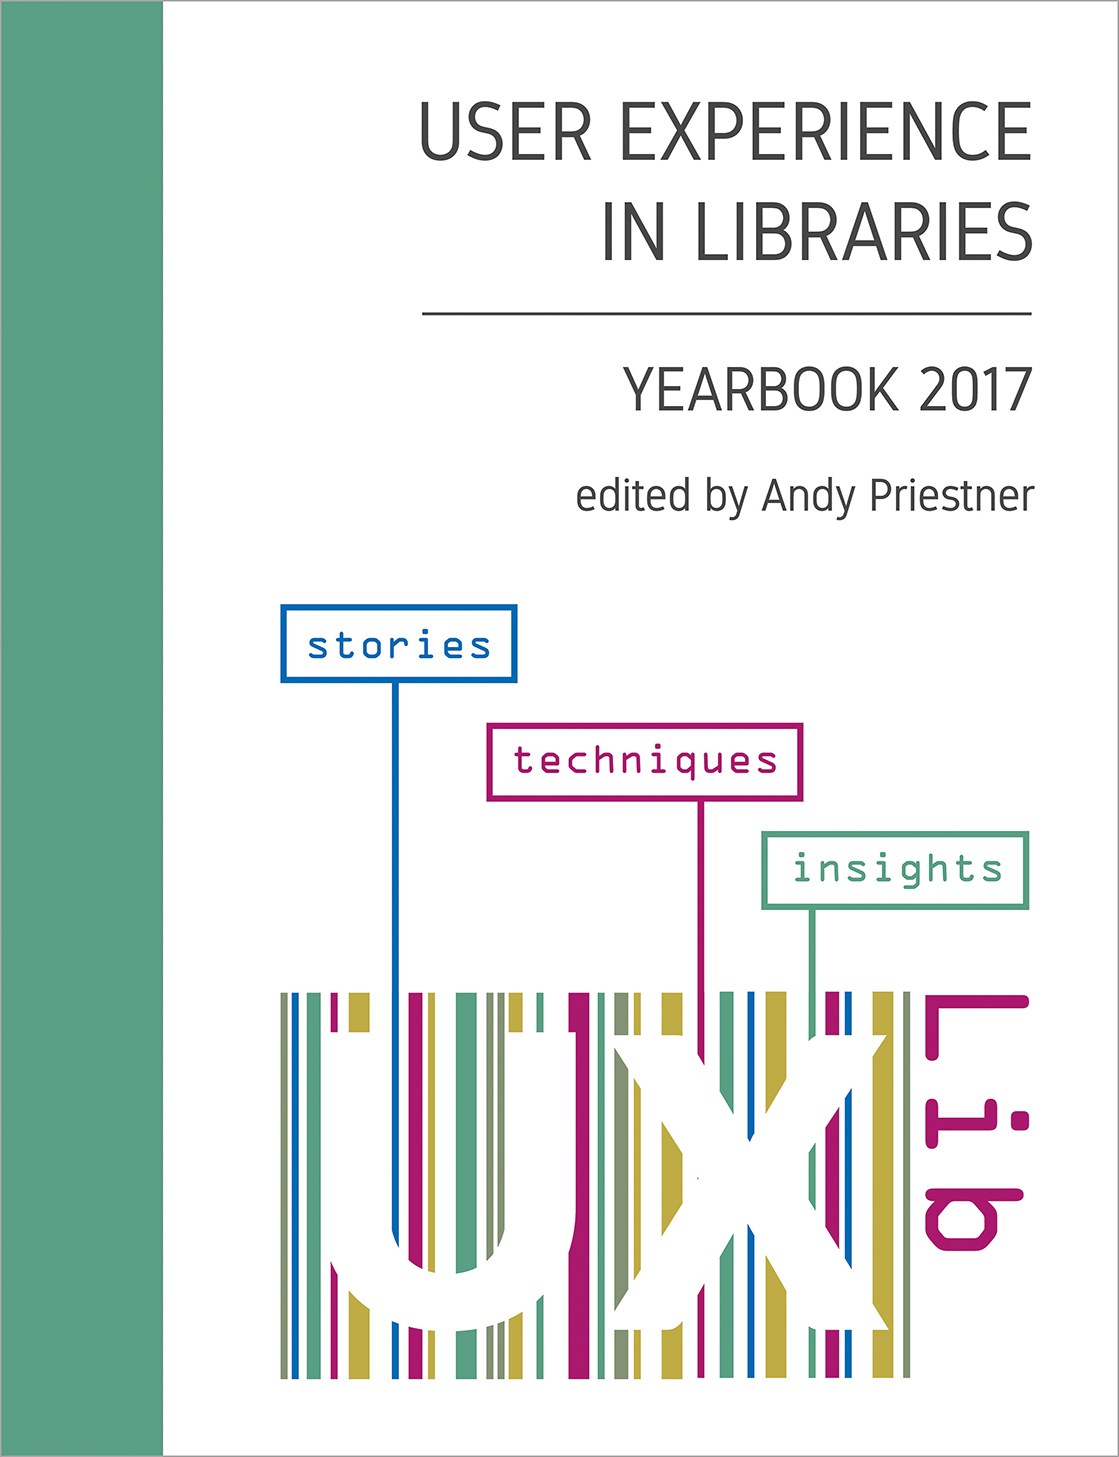 USER EXPERIENCE
IN LIBRARIES
YEARBOOK 2017
edited by Andy Priestner
stories
techniques
insights
UX
Lib